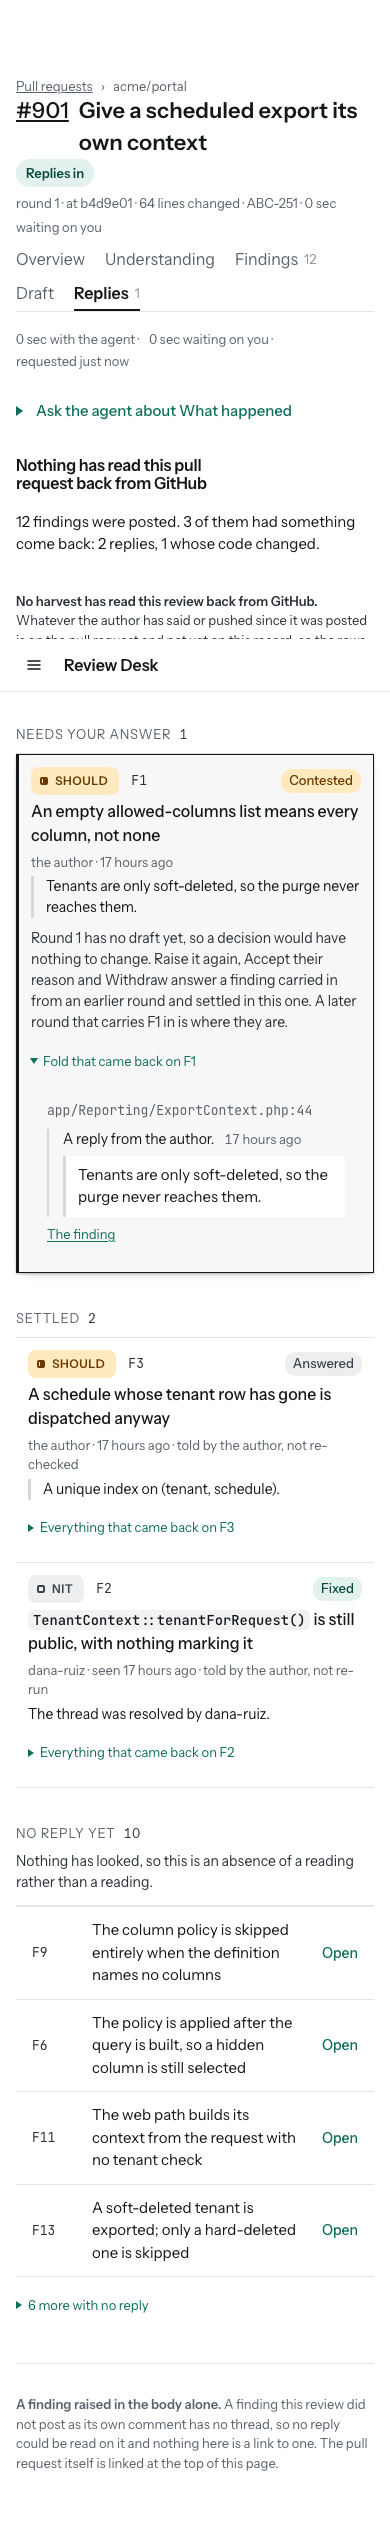 Pull requests › acme/portal
#901 Give a scheduled export its
own context
Replies in
round 1 · at b4d9e01 · 64 lines changed · ABC-251 · 0 sec
waiting on you
Overview Understanding Findings 12
Draft Replies 1
0 sec with the agent · 0 sec waiting on you ·
requested just now
Ask the agent about What happened
Nothing has read this pull
request back from GitHub
12 findings were posted. 3 of them had something
come back: 2 replies, 1 whose code changed.
No harvest has read this review back from GitHub.
Whatever the author has said or pushed since it was posted
is on the pull request and not yet on this record, so the rows
Review Desk
NEEDS YOUR ANSWER 1
SHOULD F1 Contested
An empty allowed-columns list means every
column, not none
the author · 17 hours ago
Tenants are only soft-deleted, so the purge never
reaches them.
Round 1 has no draft yet, so a decision would have
nothing to change. Raise it again, Accept their
reason and Withdraw answer a finding carried in
from an earlier round and settled in this one. A later
round that carries F1 in is where they are.
Fold that came back on F1
app/Reporting/ExportContext.php:44
A reply from the author. 17 hours ago
Tenants are only soft-deleted, so the
purge never reaches them.
The finding
SETTLED 2
SHOULD F3 Answered
A schedule whose tenant row has gone is
dispatched anyway
the author · 17 hours ago · told by the author, not re-
checked
A unique index on (tenant, schedule).
Everything that came back on F3
NIT F2 Fixed
TenantContext::tenantForRequest() is still
public, with nothing marking it
dana-ruiz · seen 17 hours ago · told by the author, not re-
run
The thread was resolved by dana-ruiz.
Everything that came back on F2
NO REPLY YET 10
Nothing has looked, so this is an absence of a reading
rather than a reading.
F9 The column policy is skipped
entirely when the definition
names no columns Open
F6 The policy is applied after the
query is built, so a hidden
column is still selected Open
F11 The web path builds its
context from the request with
no tenant check Open
F13 A soft-deleted tenant is
exported; only a hard-deleted
one is skipped Open
6 more with no reply
A finding raised in the body alone. A finding this review did
not post as its own comment has no thread, so no reply
could be read on it and nothing here is a link to one. The pull
request itself is linked at the top of this page.